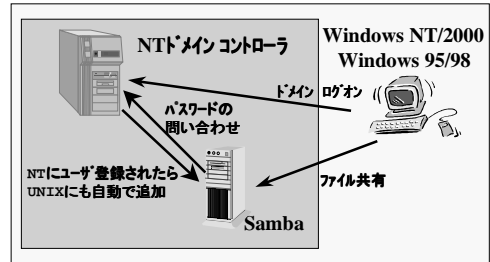 NTﾄﾞﾒｲﾝ ｺﾝﾄﾛｰﾗ
Windows NT/2000
Windows 95/98
ﾄﾞﾒｲﾝ ﾛｸﾞｵﾝ
ﾊﾟｽﾜｰﾄﾞの
問い合わせ
NTにﾕｰｻﾞ登録されたら
UNIXにも自動で追加
ﾌｧｲﾙ共有
Samba